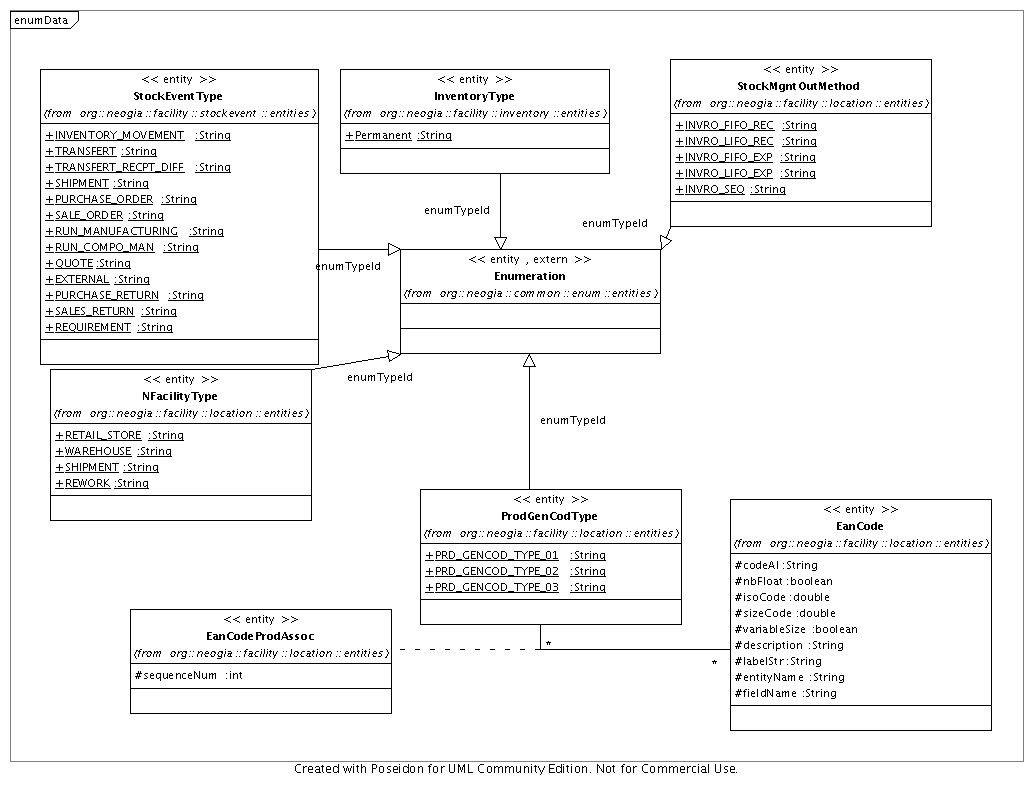 enumData
<< entity >>
StockEventType
(from org::neogia::facility::stockevent::entities)
+INVENTORY_MOVEMENT :String
+TRANSFERT :String
+TRANSFERT_RECPT_DIFF :String
+SHIPMENT :String
+PURCHASE_ORDER :String
+SALE_ORDER :String
+RUN_MANUFACTURING :String
+RUN_COMPO_MAN :String
+QUOTE :String
+EXTERNAL :String
+PURCHASE_RETURN :String
+SALES_RETURN :String
+REQUIREMENT :String
<< entity >>
InventoryType
(from org::neogia::facility::inventory::entities)
+Permanent :String
<< entity >>
StockMgntOutMethod
(from org::neogia::facility::location::entities)
+INVRO_FIFO_REC :String
+INVRO_LIFO_REC :String
+INVRO_FIFO_EXP :String
+INVRO_LIFO_EXP :String
+INVRO_SEQ :String
enumTypeId
enumTypeId
enumTypeId
<< entity , extern >>
Enumeration
(from org::neogia::common::enum::entities)
enumTypeId
<< entity >>
NFacilityType
(from org::neogia::facility::location::entities)
+RETAIL_STORE :String
+WAREHOUSE :String
+SHIPMENT :String
+REWORK :String
enumTypeId
<< entity >>
ProdGenCodType
(from org::neogia::facility::location::entities)
+PRD_GENCOD_TYPE_01 :String
+PRD_GENCOD_TYPE_02 :String
+PRD_GENCOD_TYPE_03 :String
<< entity >>
EanCode
(from org::neogia::facility::location::entities)
#codeAI :String
#nbFloat :boolean
#isoCode :double
#sizeCode :double
#variableSize :boolean
#description :String
#labelStr :String
#entityName :String
#fieldName :String
<< entity >>
EanCodeProdAssoc
(from org::neogia::facility::location::entities)
#sequenceNum :int
*
*
Created with Poseidon for UML Community Edition. Not for Commercial Use.